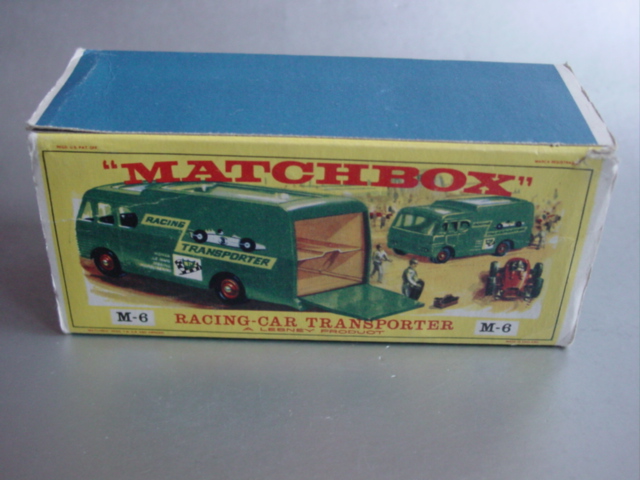 "MATCHBOX"
RACING
TRANSPORTER
M-6
RACING-CAR TRANSPORTER
M-6
A LESNEY PRODUCT